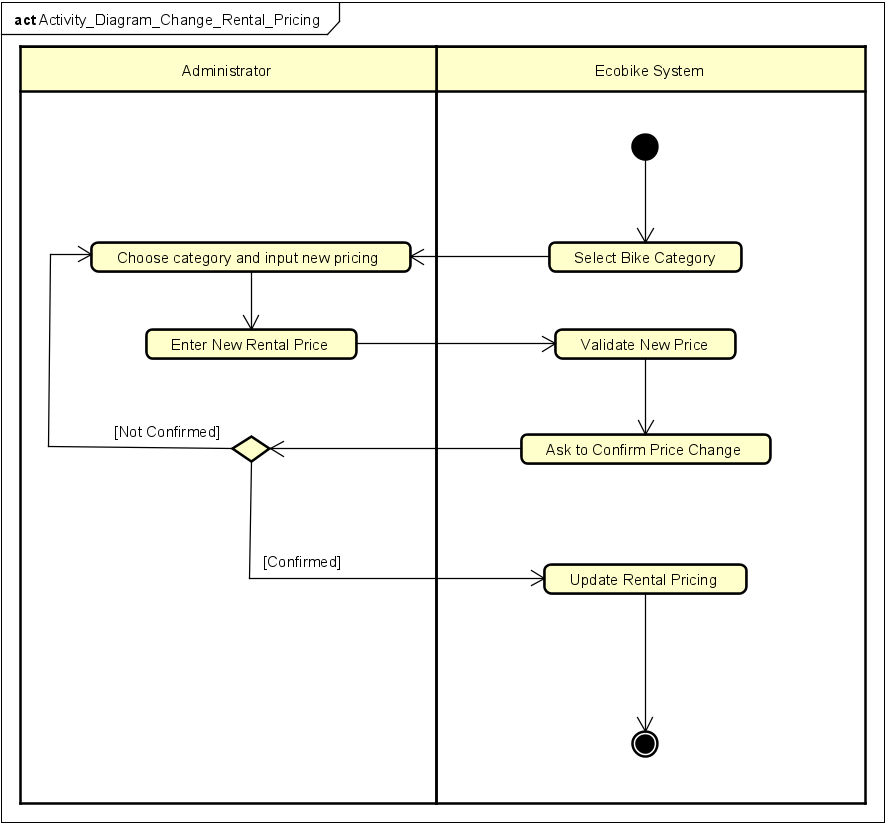 act Activity_Diagram_Change_Rental_Pricing
Administrator
Ecobike System
Choose category and input new pricing
Select Bike Category
Enter New Rental Price
Validate New Price
[Not Confirmed]
Ask to Confirm Price Change
[Confirmed]
Update Rental Pricing